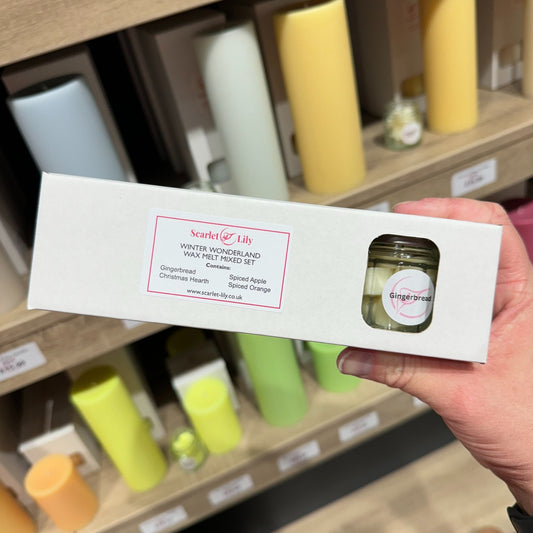 Scarlet Lily
WINTER WONDERLAND
WAX MELT MIXED SET
Contains:
Gingerbread Spiced Apple
Christmas Hearth Spiced Orange
www.scarlet-lily.co.uk
Gingerbread